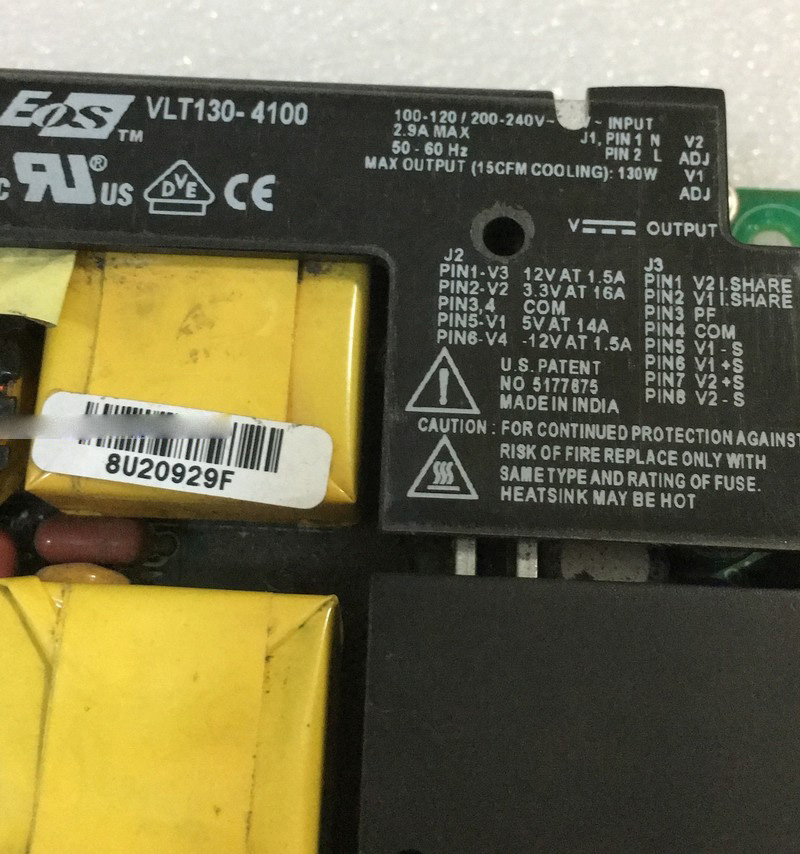 EOS TM VLT130-4100
c RU ® US DVE CE
100-120 / 200-240V~ ~ INPUT
2.9A MAX J1, PIN 1 N V2
50 - 60 Hz PIN 2 L ADJ
MAX OUTPUT (15CFM COOLING): 130W V1
ADJ
V OUTPUT
J2
PIN1-V3 12V AT 1.5A
PIN2-V2 3.3V AT 16A
PIN3,4 COM
PIN5-V1 5V AT 14A
PIN6-V4 -12V AT 1.5A
J3
PIN1 V2 I.SHARE
PIN2 V1 I.SHARE
PIN3 PF
PIN4 COM
PIN5 V1 - S
PIN6 V1 +S
PIN7 V2 +S
PIN8 V2 - S
U.S. PATENT
NO 5177675
MADE IN INDIA
CAUTION : FOR CONTINUED PROTECTION AGAINST
RISK OF FIRE REPLACE ONLY WITH
SAME TYPE AND RATING OF FUSE.
HEATSINK MAY BE HOT
8U20929F